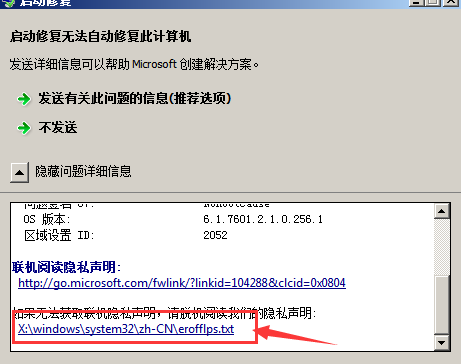 启动修复
启动修复无法自动修复此计算机
发送详细信息可以帮助 Microsoft 创建解决方案。
发送有关此问题的信息(推荐选项)
不发送
隐藏问题详细信息
问题签名 07: NoRootCause
OS 版本: 6.1.7601.2.1.0.256.1
区域设置 ID: 2052
联机阅读隐私声明:
http://go.microsoft.com/fwlink/?linkid=104288&clcid=0x0804
如果无法获取联机隐私声明，请脱机阅读我们的隐私声明:
X:\windows\system32\zh-CN\erofflps.txt